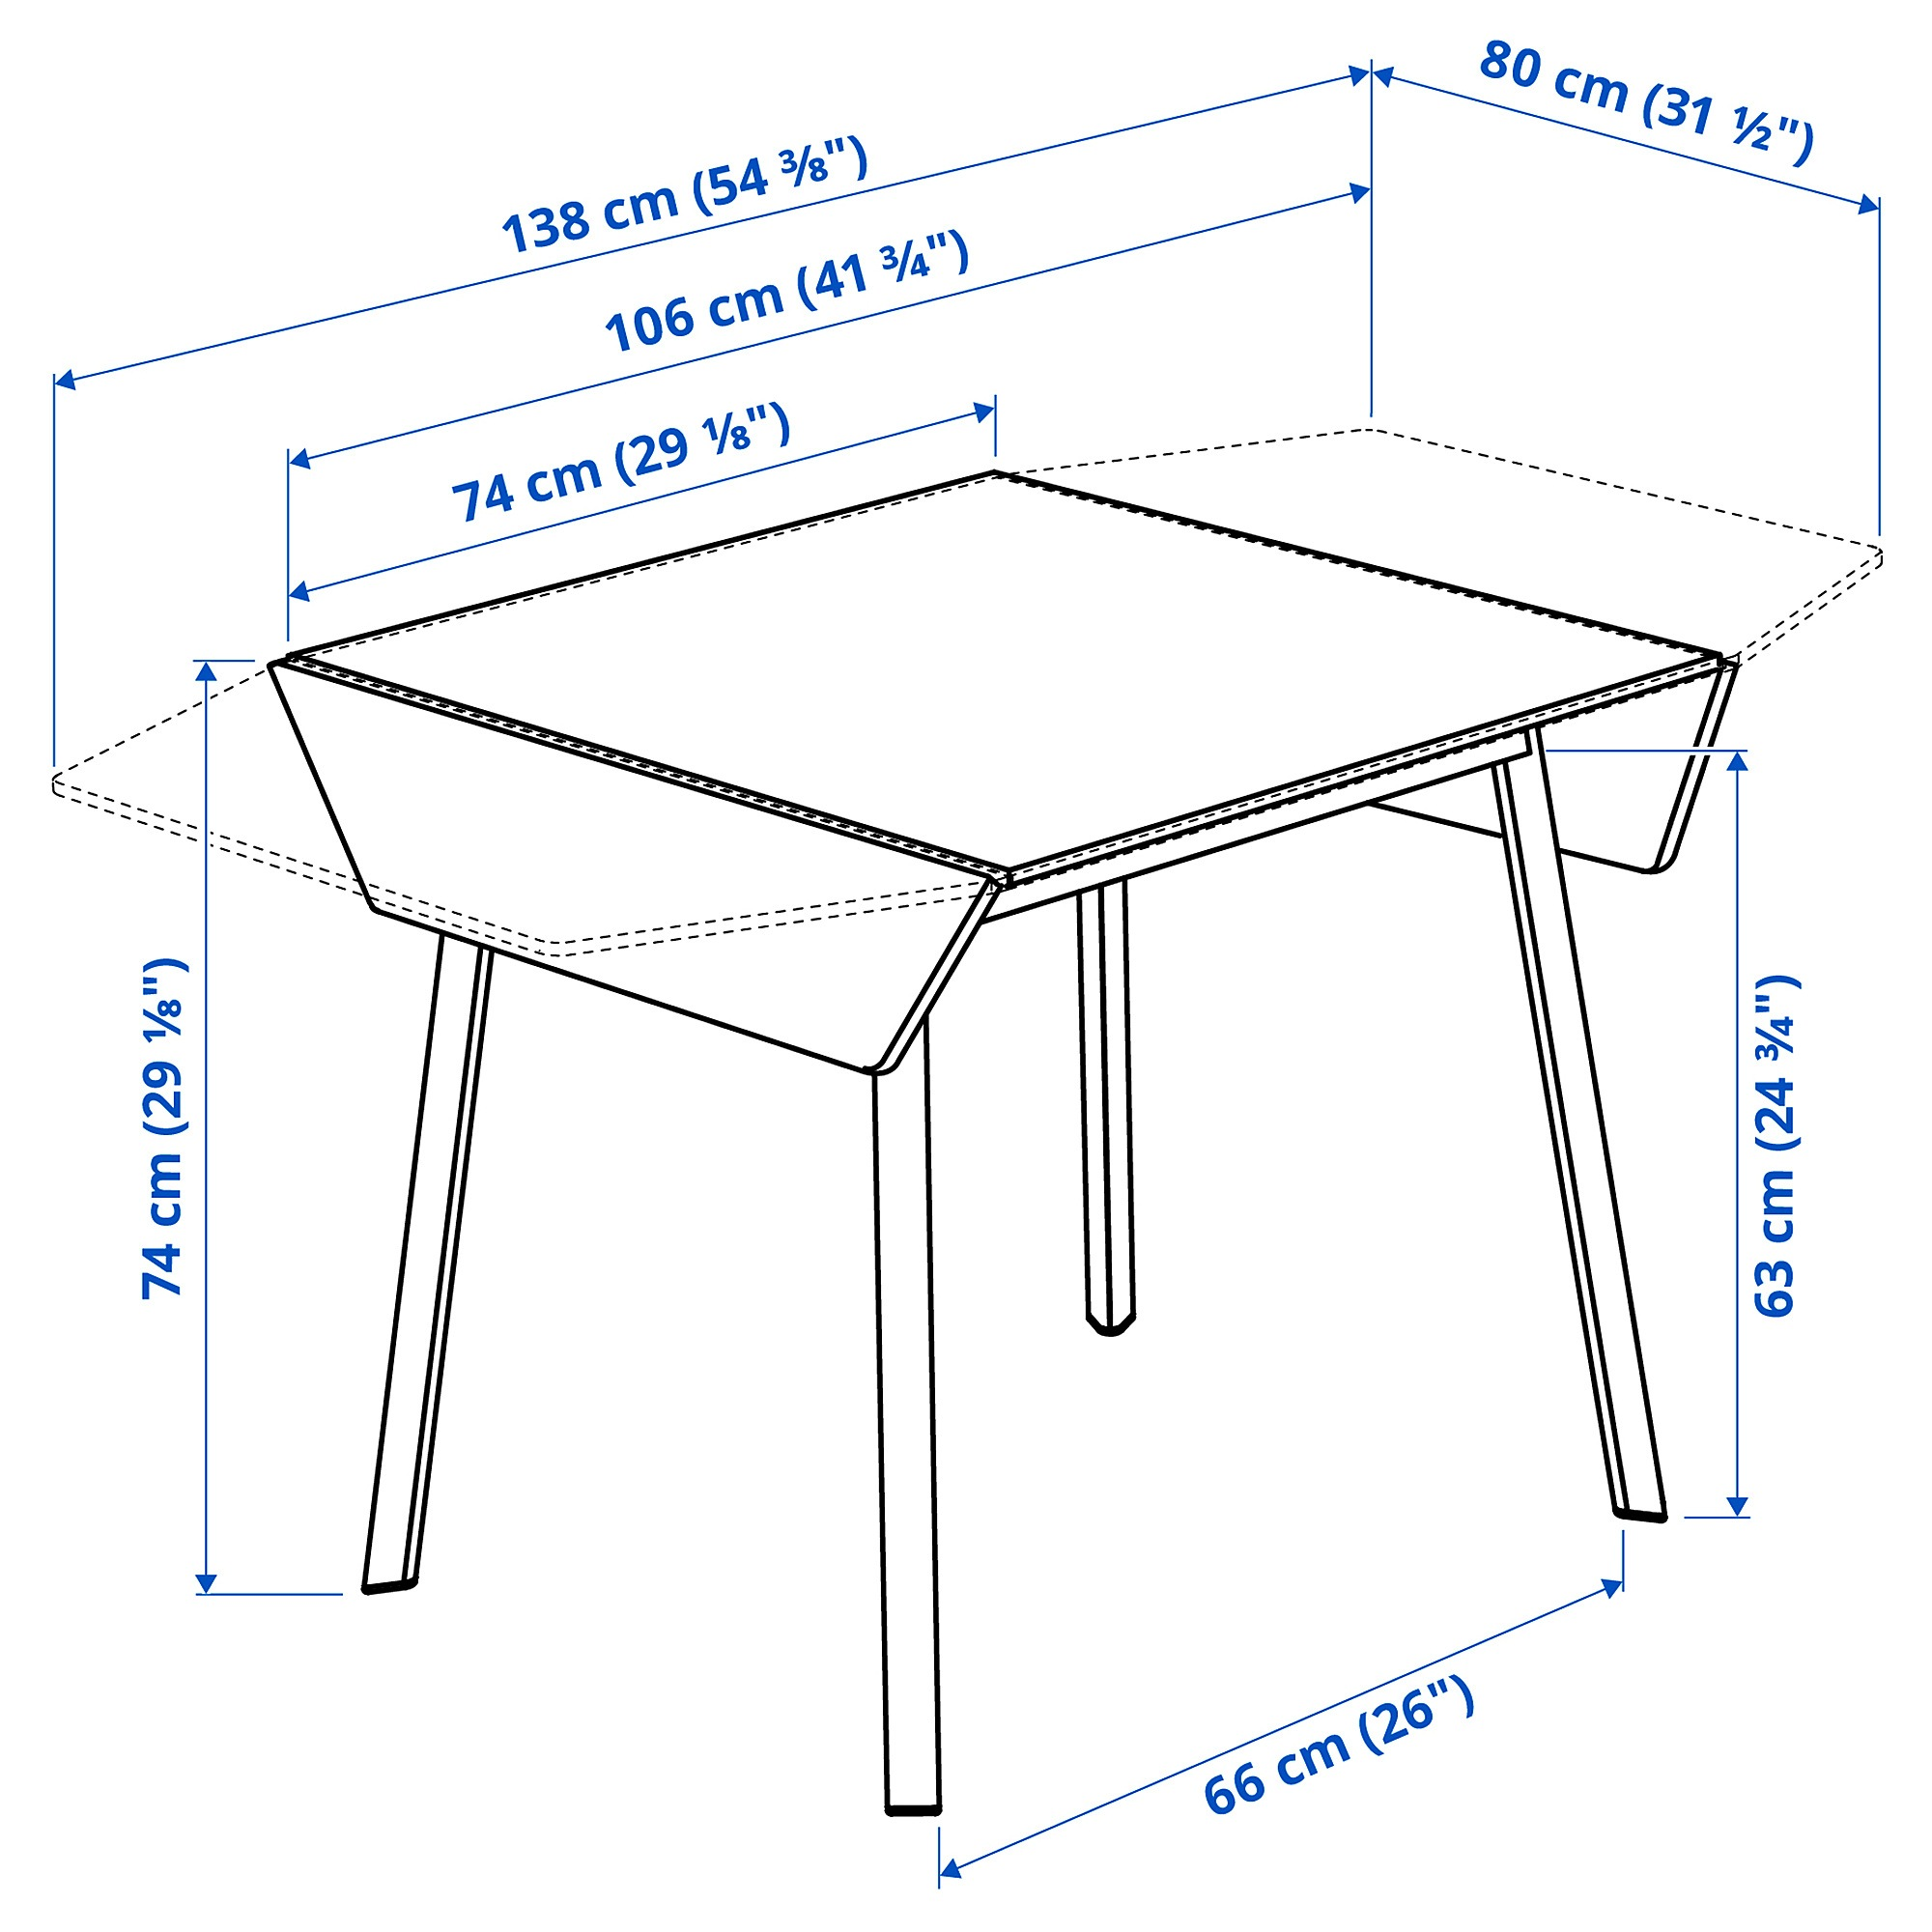 80 cm (31 ½")
138 cm (54 ⅜")
106 cm (41 ¾")
74 cm (29 ⅛")
74 cm (29 ⅛")
63 cm (24 ¾")
66 cm (26")